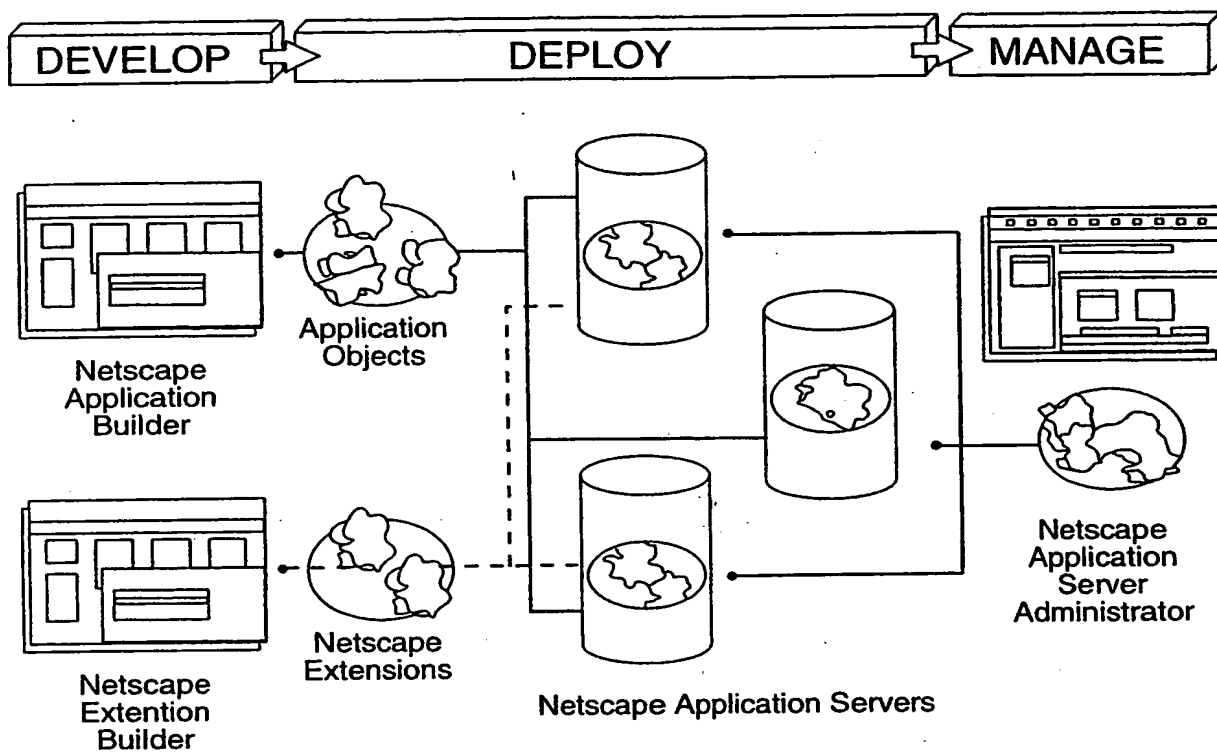 DEVELOP
DEPLOY
MANAGE
Application
Objects
Netscape
Application
Builder
Netscape
Extensions
Netscape
Extention
Builder
Netscape Application Servers
Netscape
Application
Server
Administrator